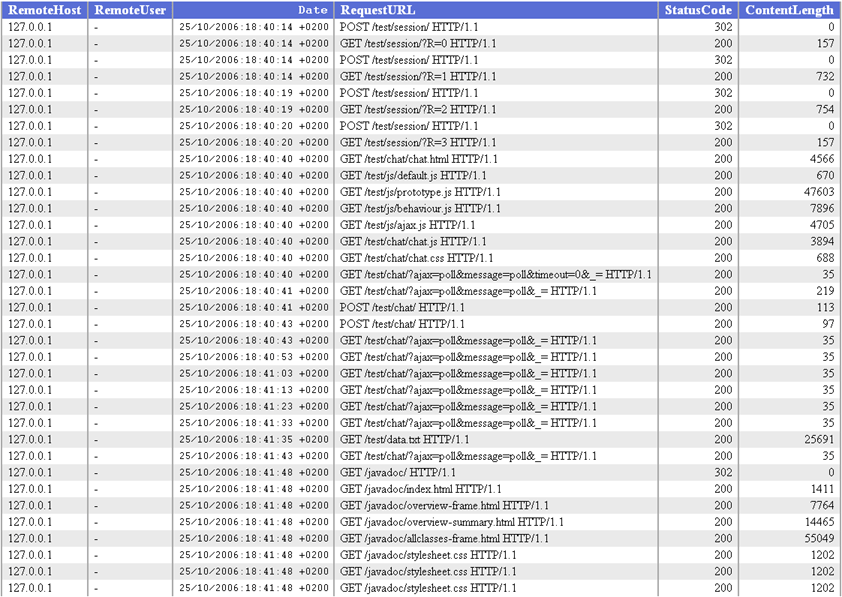 RemoteHost RemoteUser Date RequestURL StatusCode ContentLength
127.0.0.1 - 25/10/2006:18:40:14 +0200 POST /test/session/ HTTP/1.1 302 0
127.0.0.1 - 25/10/2006:18:40:14 +0200 GET /test/session/?R=0 HTTP/1.1 200 157
127.0.0.1 - 25/10/2006:18:40:14 +0200 POST /test/session/ HTTP/1.1 302 0
127.0.0.1 - 25/10/2006:18:40:14 +0200 GET /test/session/?R=1 HTTP/1.1 200 732
127.0.0.1 - 25/10/2006:18:40:19 +0200 POST /test/session/ HTTP/1.1 302 0
127.0.0.1 - 25/10/2006:18:40:19 +0200 GET /test/session/?R=2 HTTP/1.1 200 754
127.0.0.1 - 25/10/2006:18:40:20 +0200 POST /test/session/ HTTP/1.1 302 0
127.0.0.1 - 25/10/2006:18:40:20 +0200 GET /test/session/?R=3 HTTP/1.1 200 157
127.0.0.1 - 25/10/2006:18:40:40 +0200 GET /test/chat/chat.html HTTP/1.1 200 4566
127.0.0.1 - 25/10/2006:18:40:40 +0200 GET /test/js/default.js HTTP/1.1 200 670
127.0.0.1 - 25/10/2006:18:40:40 +0200 GET /test/js/prototype.js HTTP/1.1 200 47603
127.0.0.1 - 25/10/2006:18:40:40 +0200 GET /test/js/behaviour.js HTTP/1.1 200 7896
127.0.0.1 - 25/10/2006:18:40:40 +0200 GET /test/js/ajax.js HTTP/1.1 200 4705
127.0.0.1 - 25/10/2006:18:40:40 +0200 GET /test/chat/chat.js HTTP/1.1 200 3894
127.0.0.1 - 25/10/2006:18:40:40 +0200 GET /test/chat/chat.css HTTP/1.1 200 688
127.0.0.1 - 25/10/2006:18:40:40 +0200 GET /test/chat/?ajax=poll&message=poll&timeout=0&_= HTTP/1.1 200 35
127.0.0.1 - 25/10/2006:18:40:41 +0200 GET /test/chat/?ajax=poll&message=poll&_= HTTP/1.1 200 219
127.0.0.1 - 25/10/2006:18:40:41 +0200 POST /test/chat/ HTTP/1.1 200 113
127.0.0.1 - 25/10/2006:18:40:43 +0200 POST /test/chat/ HTTP/1.1 200 97
127.0.0.1 - 25/10/2006:18:40:43 +0200 GET /test/chat/?ajax=poll&message=poll&_= HTTP/1.1 200 35
127.0.0.1 - 25/10/2006:18:40:53 +0200 GET /test/chat/?ajax=poll&message=poll&_= HTTP/1.1 200 35
127.0.0.1 - 25/10/2006:18:41:03 +0200 GET /test/chat/?ajax=poll&message=poll&_= HTTP/1.1 200 35
127.0.0.1 - 25/10/2006:18:41:13 +0200 GET /test/chat/?ajax=poll&message=poll&_= HTTP/1.1 200 35
127.0.0.1 - 25/10/2006:18:41:23 +0200 GET /test/chat/?ajax=poll&message=poll&_= HTTP/1.1 200 35
127.0.0.1 - 25/10/2006:18:41:33 +0200 GET /test/chat/?ajax=poll&message=poll&_= HTTP/1.1 200 35
127.0.0.1 - 25/10/2006:18:41:35 +0200 GET /test/data.txt HTTP/1.1 200 25691
127.0.0.1 - 25/10/2006:18:41:43 +0200 GET /test/chat/?ajax=poll&message=poll&_= HTTP/1.1 200 35
127.0.0.1 - 25/10/2006:18:41:48 +0200 GET /javadoc/ HTTP/1.1 302 0
127.0.0.1 - 25/10/2006:18:41:48 +0200 GET /javadoc/index.html HTTP/1.1 200 1411
127.0.0.1 - 25/10/2006:18:41:48 +0200 GET /javadoc/overview-frame.html HTTP/1.1 200 7764
127.0.0.1 - 25/10/2006:18:41:48 +0200 GET /javadoc/overview-summary.html HTTP/1.1 200 14465
127.0.0.1 - 25/10/2006:18:41:48 +0200 GET /javadoc/allclasses-frame.html HTTP/1.1 200 55049
127.0.0.1 - 25/10/2006:18:41:48 +0200 GET /javadoc/stylesheet.css HTTP/1.1 200 1202
127.0.0.1 - 25/10/2006:18:41:48 +0200 GET /javadoc/stylesheet.css HTTP/1.1 200 1202
127.0.0.1 - 25/10/2006:18:41:48 +0200 GET /javadoc/stylesheet.css HTTP/1.1 200 1202